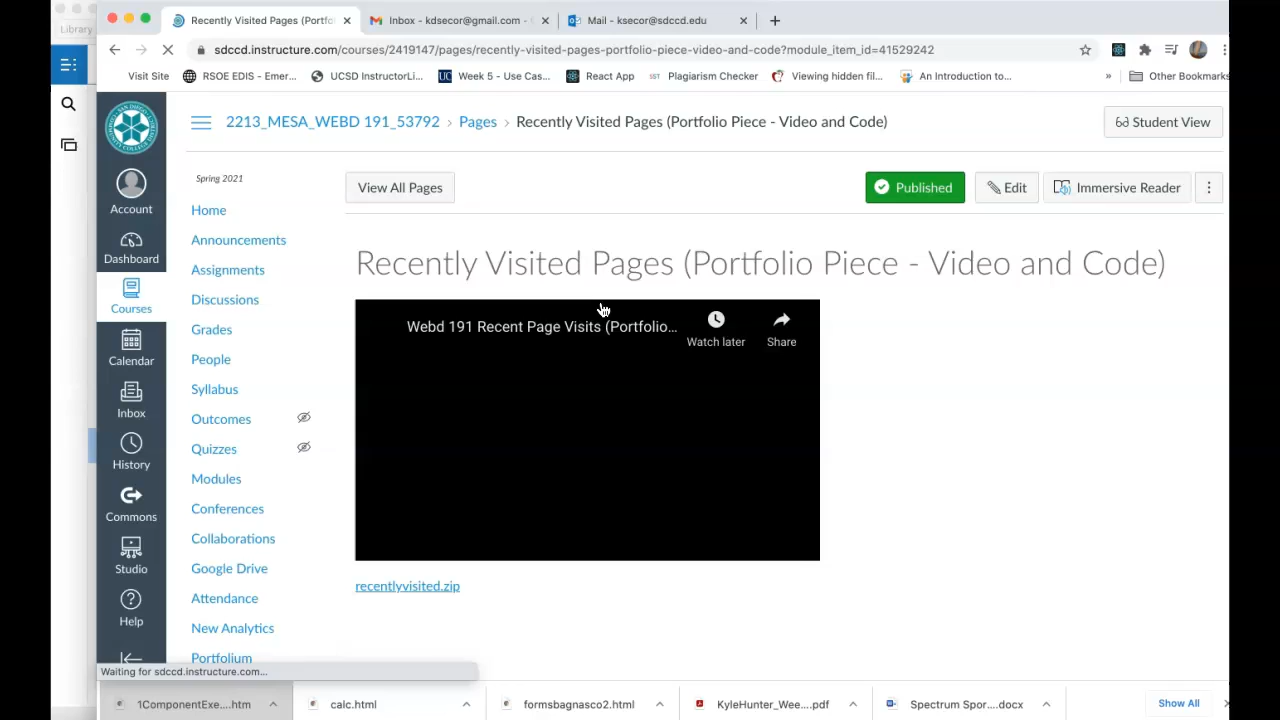 Library
Recently Visited Pages (Portfo
Inbox - kdsecor@gmail.com -
Mail - ksecor@sdccd.edu
sdccd.instructure.com/courses/2419147/pages/recently-visited-pages-portfolio-piece-video-and-code?module_item_id=41529242
Visit Site
RSOE EDIS - Emer...
UCSD InstructorLi...
UC
Week 5 - Use Cas...
React App
SST
Plagiarism Checker
Viewing hidden fil...
An Introduction to...
»
Other Bookmarks
2213_MESA_WEBD 191_53792 › Pages › Recently Visited Pages (Portfolio Piece - Video and Code)
Student View
Spring 2021
View All Pages
Published
Edit
Immersive Reader
Account
Dashboard
Courses
Calendar
Inbox
History
Commons
Studio
Help
Home
Announcements
Assignments
Discussions
Grades
People
Syllabus
Outcomes
Quizzes
Modules
Conferences
Collaborations
Google Drive
Attendance
New Analytics
Portfolium
Recently Visited Pages (Portfolio Piece - Video and Code)
Webd 191 Recent Page Visits (Portfolio...
Watch later
Share
recentlyvisited.zip
Waiting for sdccd.instructure.com...
1ComponentExe....htm
calc.html
formsbagnasco2.html
KyleHunter_Wee....pdf
Spectrum Spor....docx
Show All